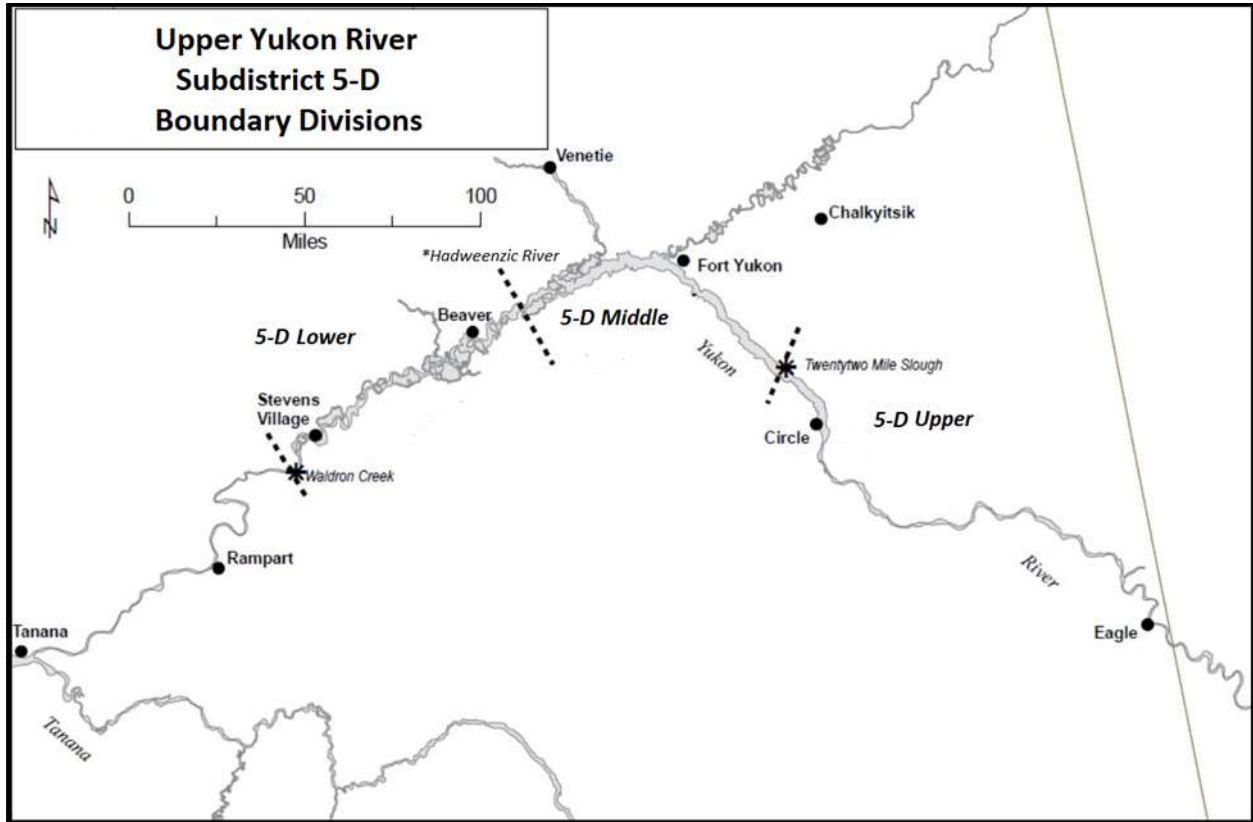 Upper Yukon River
Subdistrict 5-D
Boundary Divisions
Venetie
0 50 100
Miles
N
Chalkyitsik
*Hadweenzic River
Fort Yukon
Beaver
5-D Middle
5-D Lower
Yukon
Twentytwo Mile Slough
Stevens
Village
5-D Upper
Circle
Waldron Creek
Rampart
River
Tanana
Eagle
Tanana